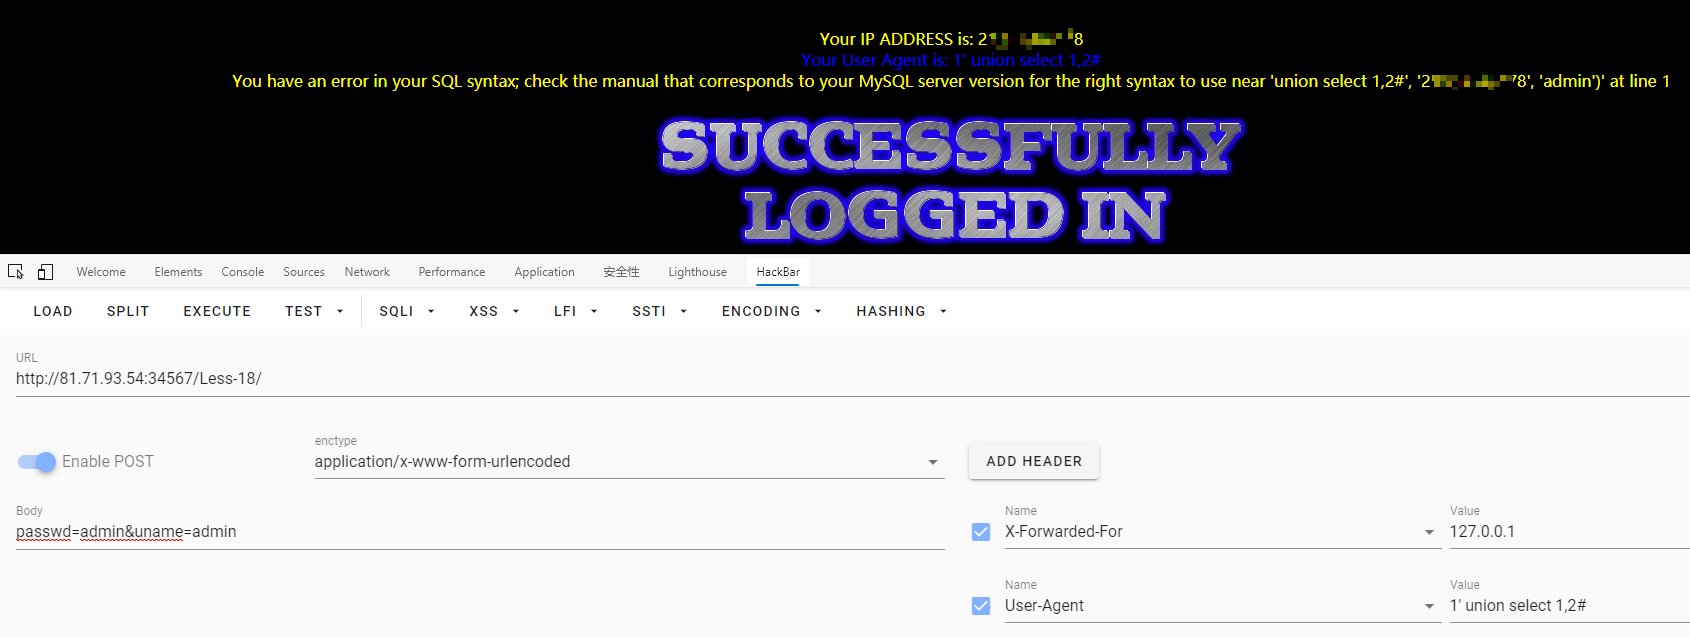 Your IP ADDRESS is: 2 8
Your User Agent is: 1' union select 1,2#
You have an error in your SQL syntax; check the manual that corresponds to your MySQL server version for the right syntax to use near 'union select 1,2#', '2 78', 'admin')' at line 1
SUCCESSFULLY
LOGGED IN
Welcome Elements Console Sources Network Performance Application 安全性 Lighthouse HackBar
LOAD SPLIT EXECUTE TEST SQLI XSS LFI SSTI ENCODING HASHING
URL
http://81.71.93.54:34567/Less-18/
enctype
Enable POST application/x-www-form-urlencoded ADD HEADER
Body Name Value
passwd=admin&uname=admin X-Forwarded-For 127.0.0.1
Name Value
User-Agent 1' union select 1,2#